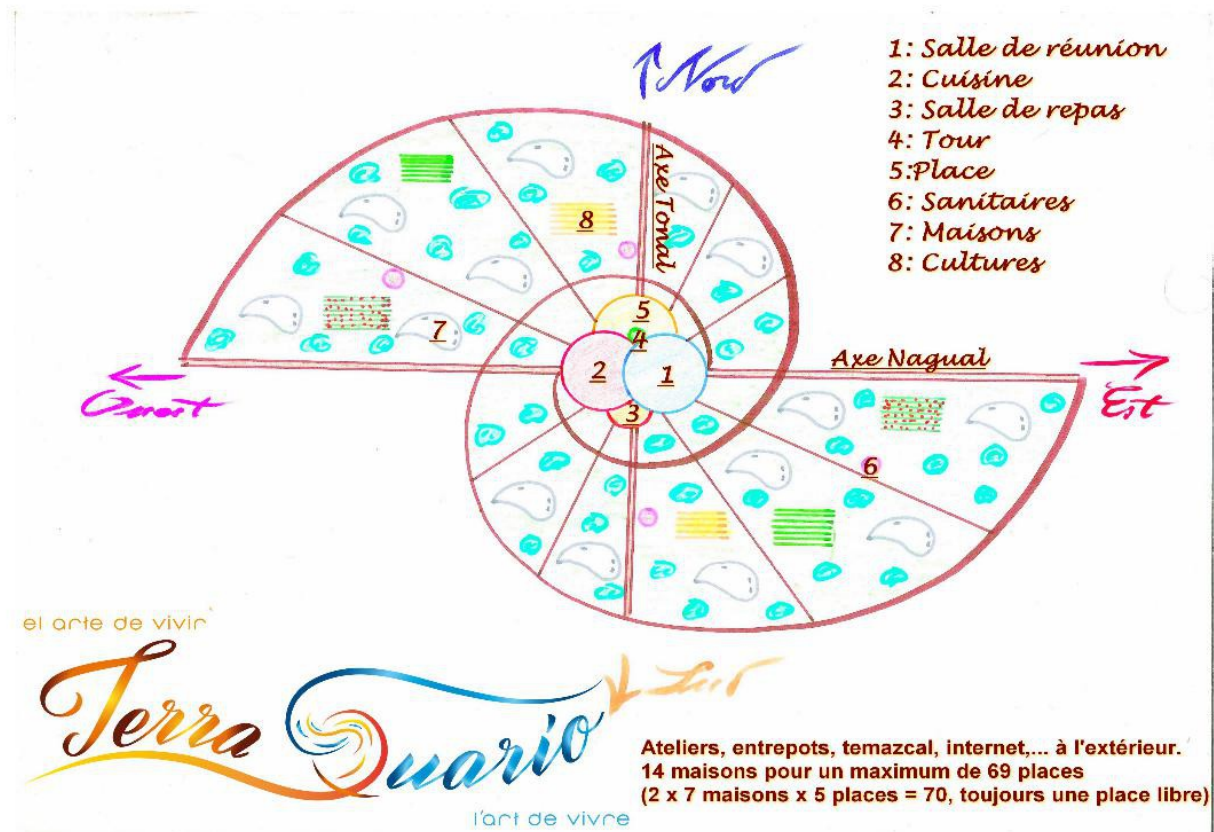 1: Salle de réunion
2: Cuisine
3: Salle de repas
4: Tour
5:Place
6: Sanitaires
7: Maisons
8: Cultures
Nord
Axe Tonal
8
5
4
7
2
1
3
Axe Nagual
Ouest
Est
6
Sud
el arte de vivir
Terra Quario
l'art de vivre
Ateliers, entrepots, temazcal, internet,... à l'extérieur.
14 maisons pour un maximum de 69 places
(2 x 7 maisons x 5 places = 70, toujours une place libre)